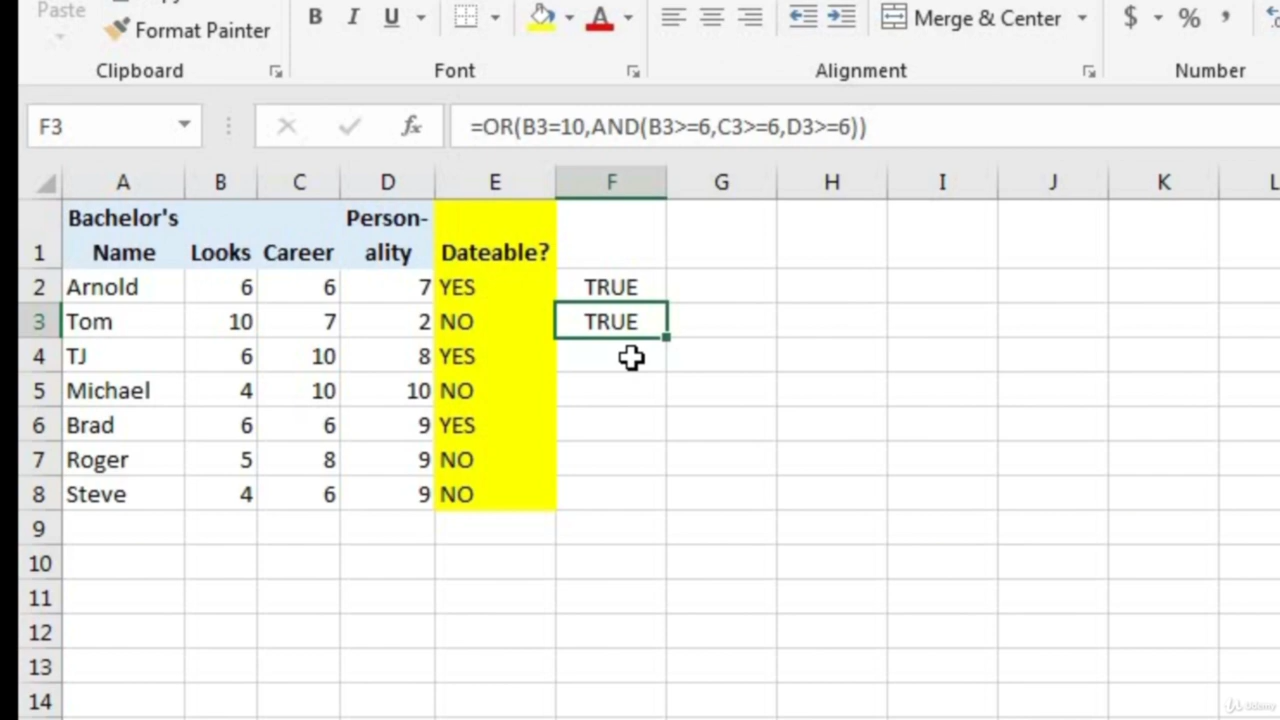 Paste
Format Painter
B I U A Merge & Center $ % ,
Clipboard Font Alignment Number
F3 fx =OR(B3=10,AND(B3>=6,C3>=6,D3>=6))
A B C D E F G H I J K L
Bachelor's Person-
1 Name Looks Career ality Dateable?
2 Arnold 6 6 7 YES TRUE
3 Tom 10 7 2 NO TRUE
4 TJ 6 10 8 YES
5 Michael 4 10 10 NO
6 Brad 6 6 9 YES
7 Roger 5 8 9 NO
8 Steve 4 6 9 NO
9
10
11
12
13
14
Udemy